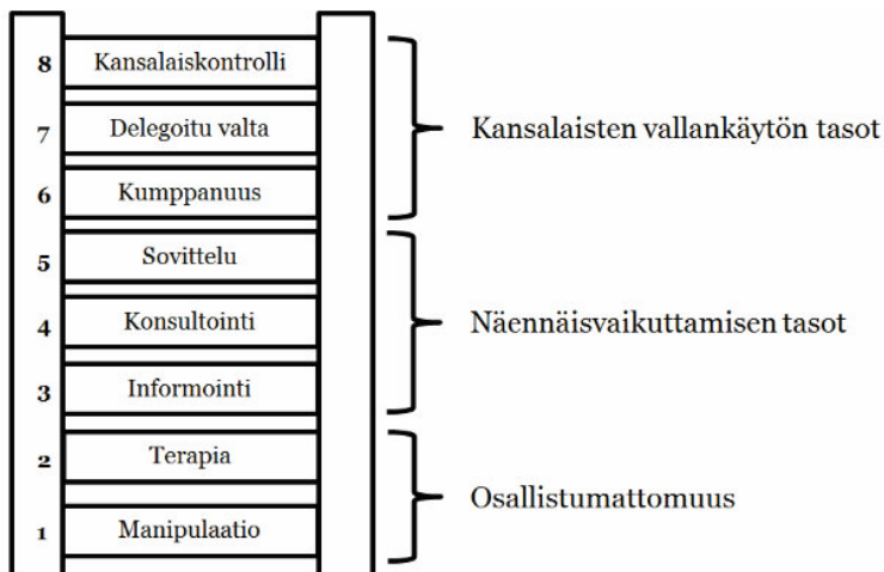 8 Kansalaiskontrolli
7 Delegoitu valta
Kansalaisten vallankäytön tasot
6 Kumppanuus
5 Sovittelu
4 Konsultointi
Näennäisvaikuttamisen tasot
3 Informointi
2 Terapia
Osallistumattomuus
1 Manipulaatio